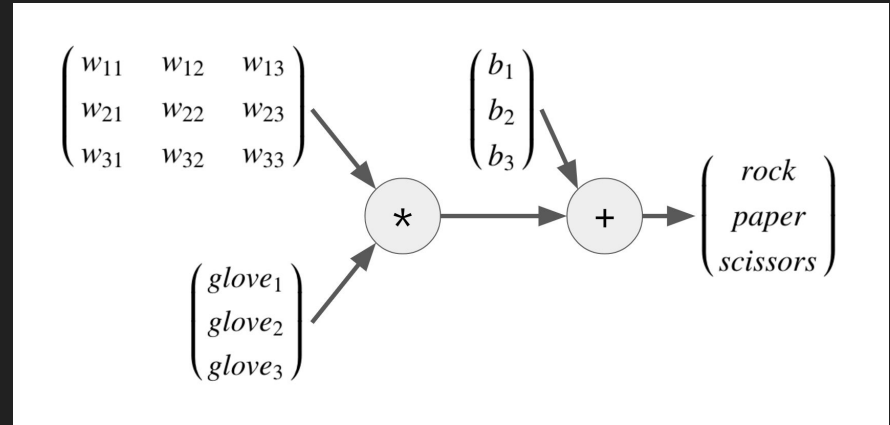 w11 w12 w13
w21 w22 w23
w31 w32 w33
b1
b2
b3
*
+
rock
paper
scissors
glove1
glove2
glove3